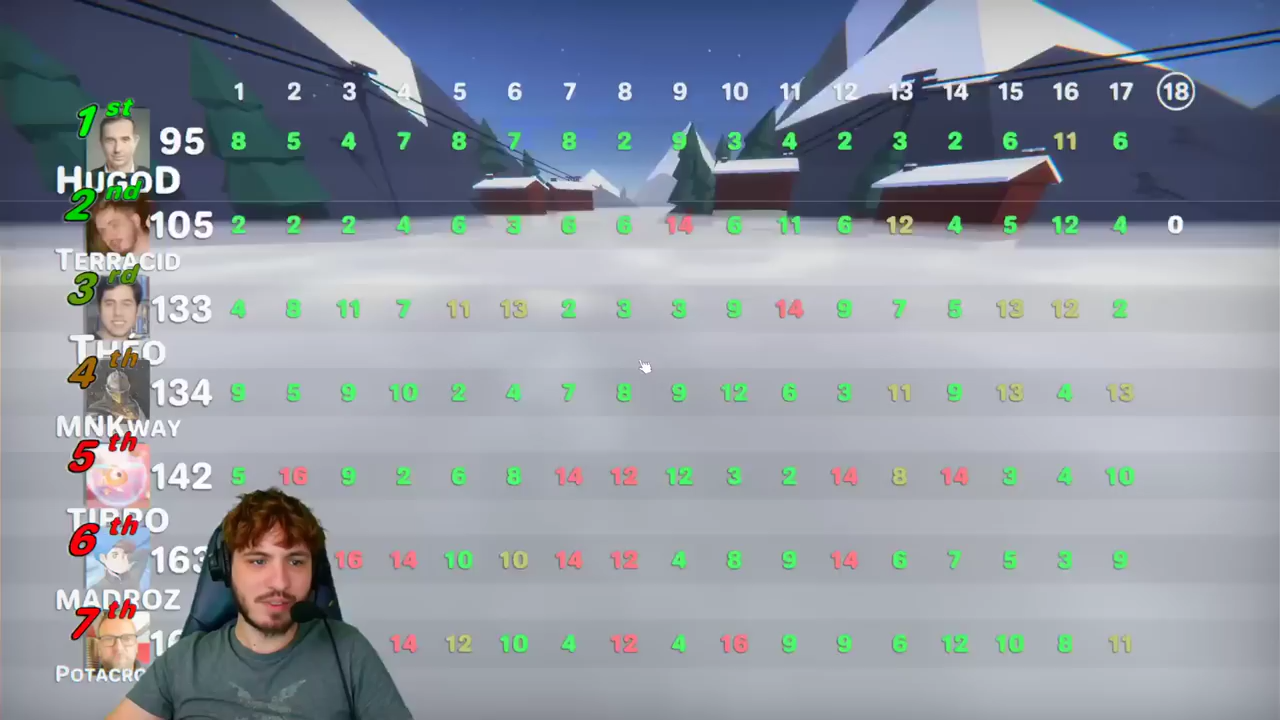 1 2 3 4 5 6 7 8 9 10 11 12 13 14 15 16 17 18
1st 95 8 5 4 7 8 7 8 2 9 3 4 2 3 2 6 11 6
HugoD
2nd 105 2 2 2 4 6 3 6 6 14 6 11 6 12 4 5 12 4 0
Terracid
3rd 133 4 8 11 7 11 13 2 3 3 9 14 9 7 5 13 12 2
Théo
4th 134 9 5 9 10 2 4 7 8 9 12 6 3 11 9 13 4 13
MNKway
5th 142 5 16 9 2 6 8 14 12 12 3 2 14 8 14 3 4 10
6th 163 16 14 10 10 14 12 4 8 9 14 6 7 5 3 9
Madroz
7th 14 12 10 4 12 4 16 9 9 6 12 10 8 11